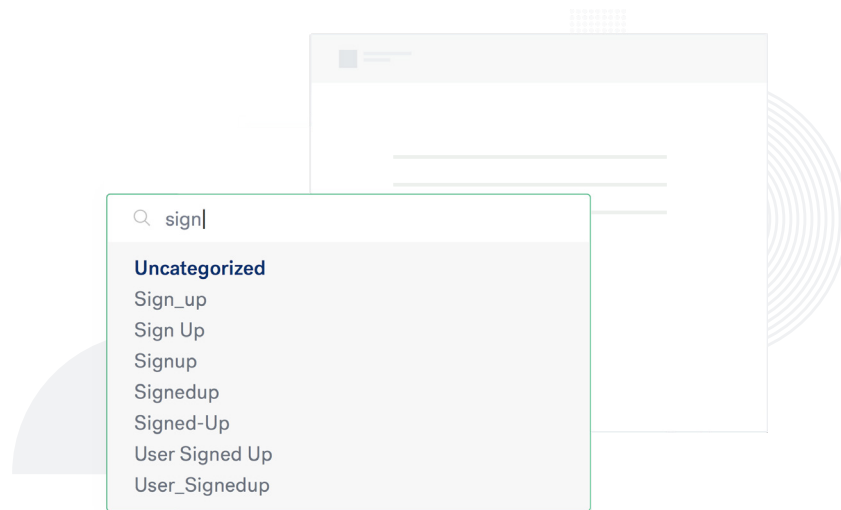 sign
Uncategorized
Sign_up
Sign Up
Signup
Signedup
Signed-Up
User Signed Up
User_Signedup